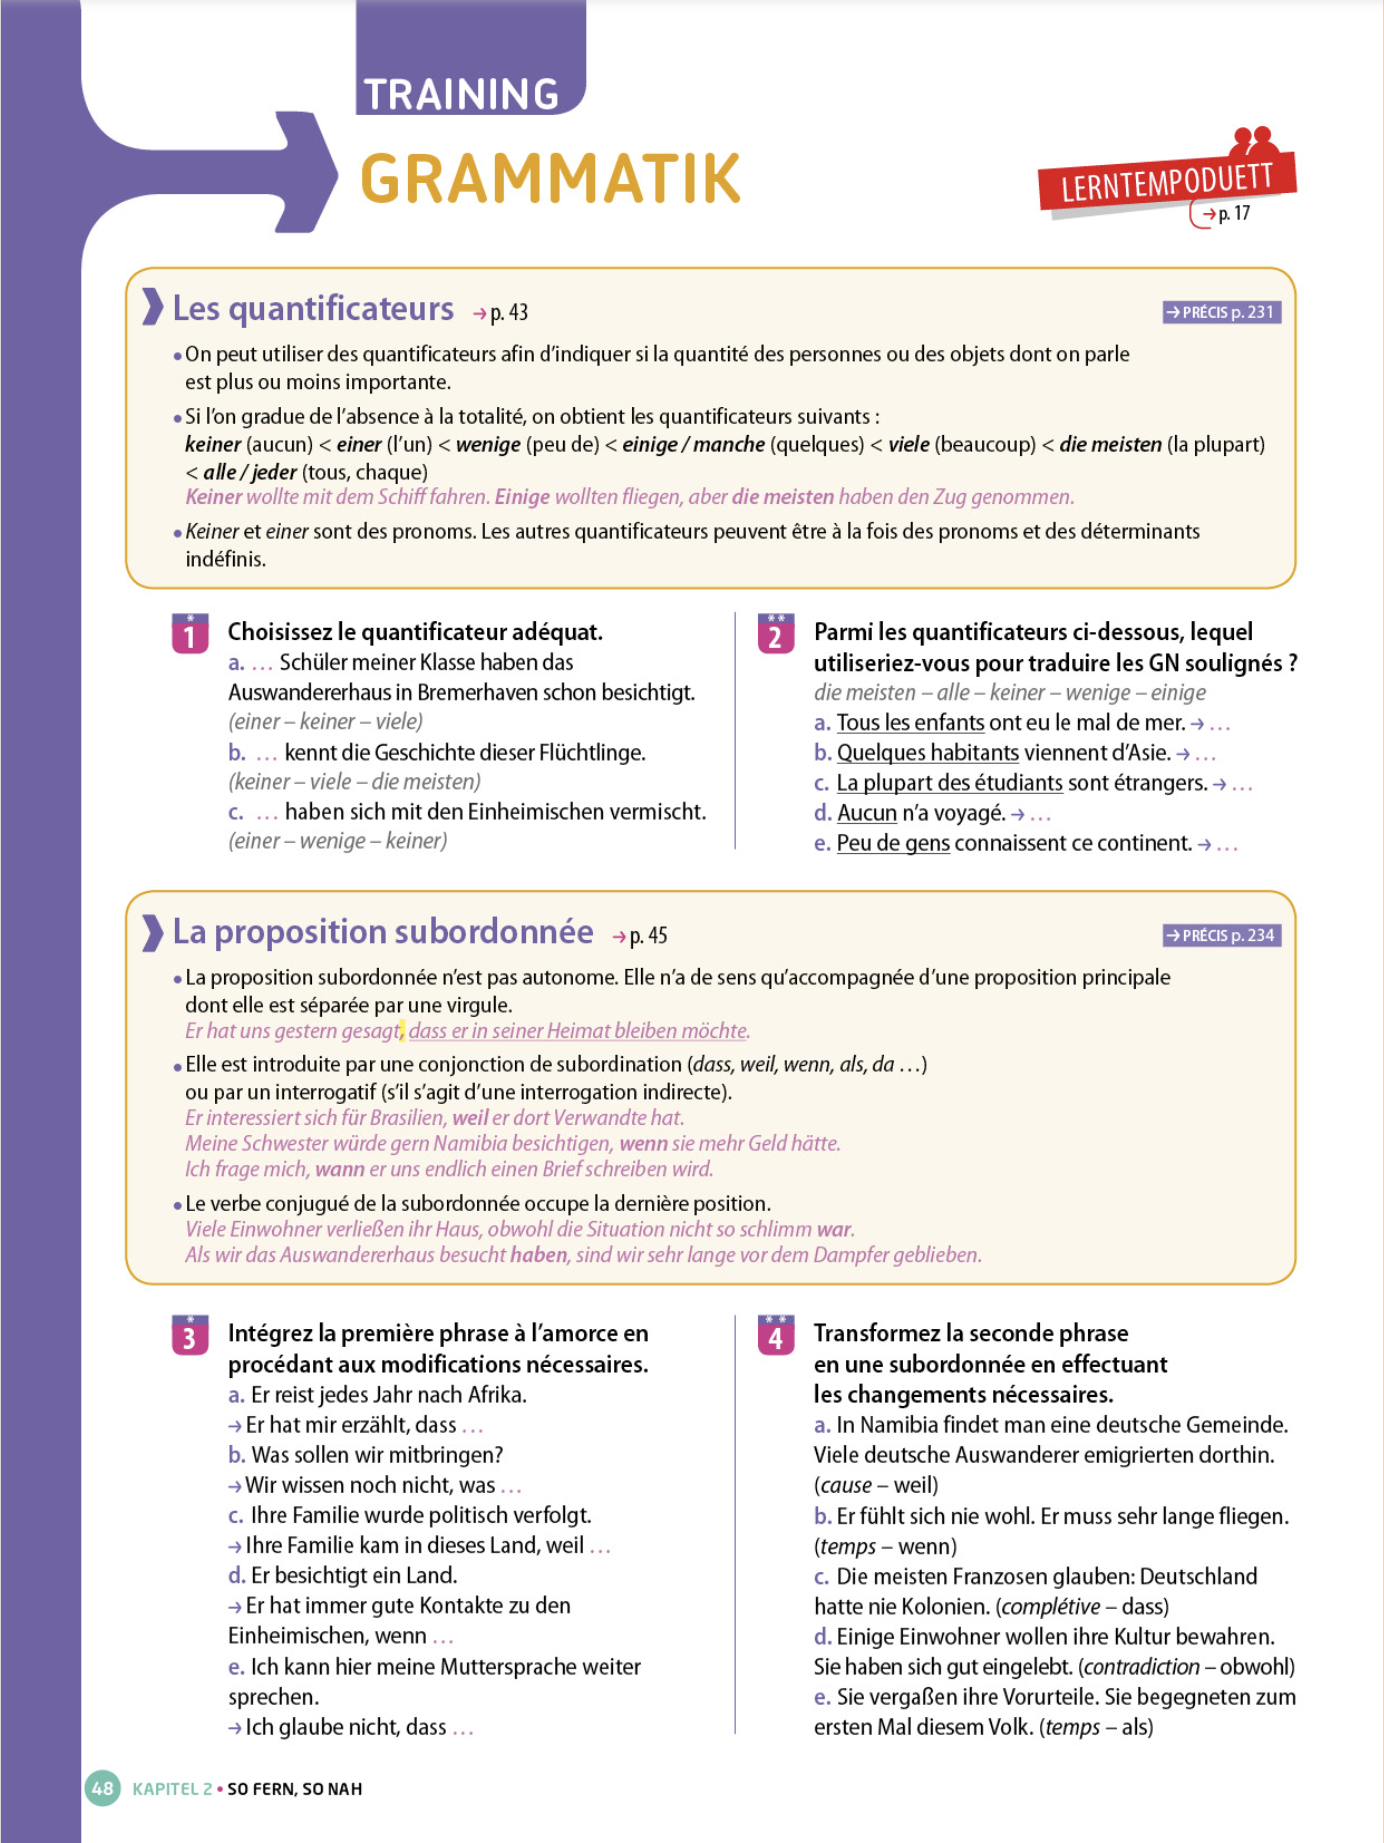 TRAINING
GRAMMATIK
LERNTEMPODUETT
→ p. 17
Les quantificateurs → p. 43
→ PRÉCIS p. 231
• On peut utiliser des quantificateurs afin d’indiquer si la quantité des personnes ou des objets dont on parle
est plus ou moins importante.
• Si l’on gradue de l’absence à la totalité, on obtient les quantificateurs suivants :
keiner (aucun) < einer (l’un) < wenige (peu de) < einige / manche (quelques) < viele (beaucoup) < die meisten (la plupart)
< alle / jeder (tous, chaque)
Keiner wollte mit dem Schiff fahren. Einige wollten fliegen, aber die meisten haben den Zug genommen.
• Keiner et einer sont des pronoms. Les autres quantificateurs peuvent être à la fois des pronoms et des déterminants
indéfinis.
* 1 Choisissez le quantificateur adéquat.
a. … Schüler meiner Klasse haben das
Auswandererhaus in Bremerhaven schon besichtigt.
(einer – keiner – viele)
b. … kennt die Geschichte dieser Flüchtlinge.
(keiner – viele – die meisten)
c. … haben sich mit den Einheimischen vermischt.
(einer – wenige – keiner)
** 2 Parmi les quantificateurs ci-dessous, lequel
utiliseriez-vous pour traduire les GN soulignés ?
die meisten – alle – keiner – wenige – einige
a. Tous les enfants ont eu le mal de mer. → …
b. Quelques habitants viennent d’Asie. → …
c. La plupart des étudiants sont étrangers. → …
d. Aucun n’a voyagé. → …
e. Peu de gens connaissent ce continent. → …
La proposition subordonnée → p. 45
→ PRÉCIS p. 234
• La proposition subordonnée n’est pas autonome. Elle n’a de sens qu’accompagnée d’une proposition principale
dont elle est séparée par une virgule.
Er hat uns gestern gesagt, dass er in seiner Heimat bleiben möchte.
• Elle est introduite par une conjonction de subordination (dass, weil, wenn, als, da …)
ou par un interrogatif (s’il s’agit d’une interrogation indirecte).
Er interessiert sich für Brasilien, weil er dort Verwandte hat.
Meine Schwester würde gern Namibia besichtigen, wenn sie mehr Geld hätte.
Ich frage mich, wann er uns endlich einen Brief schreiben wird.
• Le verbe conjugué de la subordonnée occupe la dernière position.
Viele Einwohner verließen ihr Haus, obwohl die Situation nicht so schlimm war.
Als wir das Auswandererhaus besucht haben, sind wir sehr lange vor dem Dampfer geblieben.
* 3 Intégrez la première phrase à l’amorce en
procédant aux modifications nécessaires.
a. Er reist jedes Jahr nach Afrika.
→ Er hat mir erzählt, dass …
b. Was sollen wir mitbringen?
→ Wir wissen noch nicht, was …
c. Ihre Familie wurde politisch verfolgt.
→ Ihre Familie kam in dieses Land, weil …
d. Er besichtigt ein Land.
→ Er hat immer gute Kontakte zu den
Einheimischen, wenn …
e. Ich kann hier meine Muttersprache weiter
sprechen.
→ Ich glaube nicht, dass …
** 4 Transformez la seconde phrase
en une subordonnée en effectuant
les changements nécessaires.
a. In Namibia findet man eine deutsche Gemeinde.
Viele deutsche Auswanderer emigrierten dorthin.
(cause – weil)
b. Er fühlt sich nie wohl. Er muss sehr lange fliegen.
(temps – wenn)
c. Die meisten Franzosen glauben: Deutschland
hatte nie Kolonien. (complétive – dass)
d. Einige Einwohner wollen ihre Kultur bewahren.
Sie haben sich gut eingelebt. (contradiction – obwohl)
e. Sie vergaßen ihre Vorurteile. Sie begegneten zum
ersten Mal diesem Volk. (temps – als)
48 KAPITEL 2 • SO FERN, SO NAH